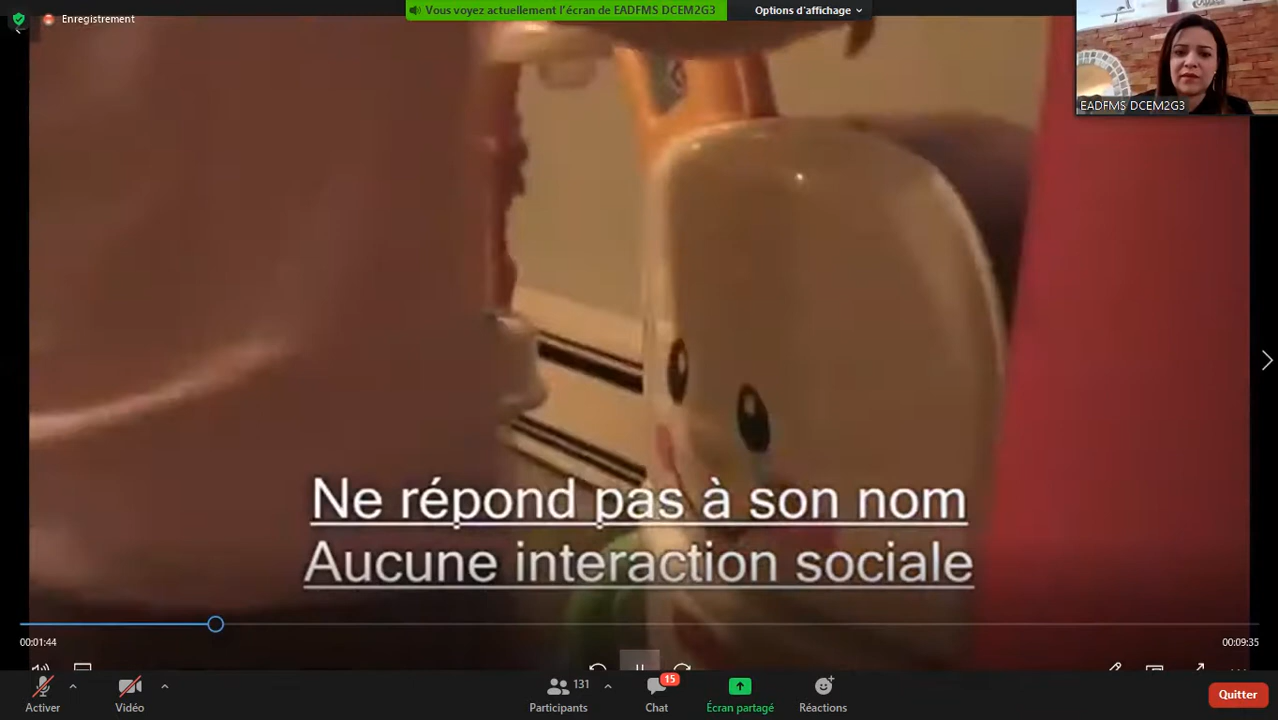 Enregistrement
Vous voyez actuellement l'écran de EADFMS DCEM2G3
Options d'affichage
EADFMS DCEM2G3
Ne répond pas à son nom
Aucune interaction sociale
00:01:44
00:09:35
Activer
Vidéo
131
Participants
15
Chat
Écran partagé
Réactions
Quitter